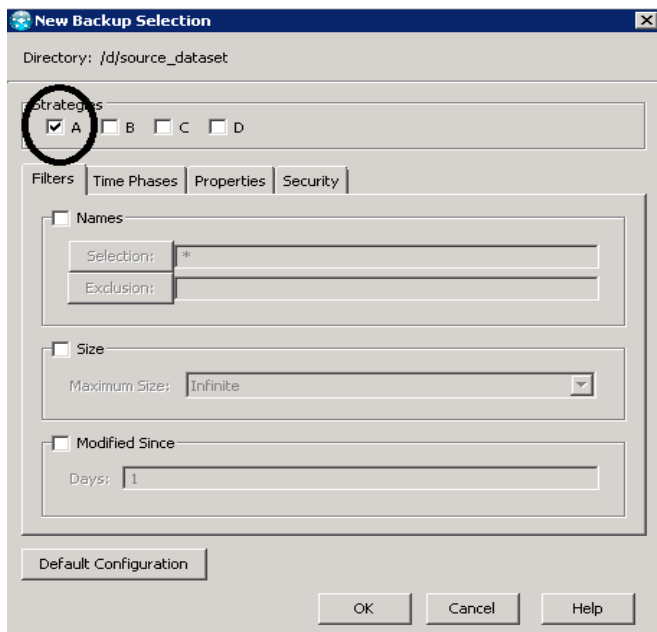 New Backup Selection
Directory: /d/source_dataset
Strategies
A B C D
Filters Time Phases Properties Security
Names
Selection: *
Exclusion:
Size
Maximum Size: Infinite
Modified Since
Days: 1
Default Configuration
OK Cancel Help